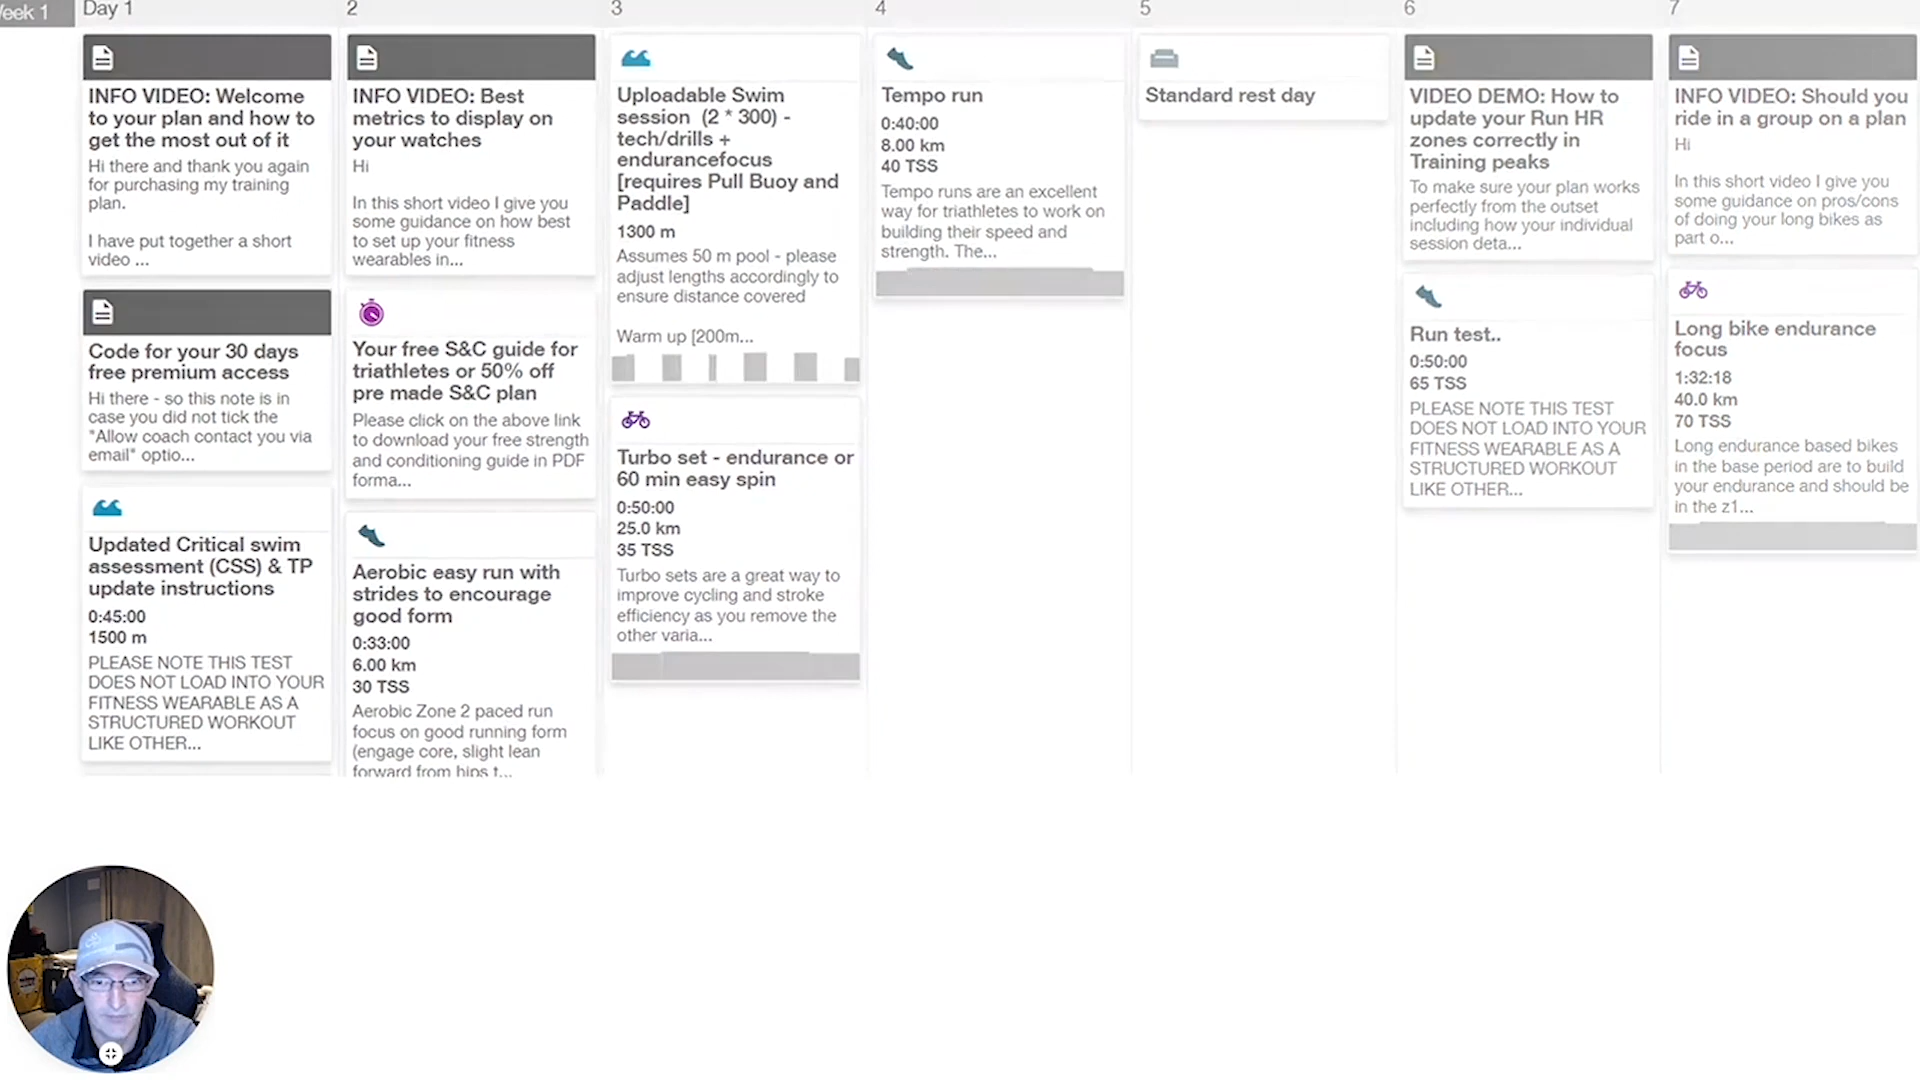 Week 1
Day 1
2
3
4
5
6
7
INFO VIDEO: Welcome
to your plan and how to
get the most out of it
Hi there and thank you again
for purchasing my training
plan.
I have put together a short
video ...
Code for your 30 days
free premium access
Hi there - so this note is in
case you did not tick the
"Allow coach contact you via
email" optio...
Updated Critical swim
assessment (CSS) & TP
update instructions
0:45:00
1500 m
PLEASE NOTE THIS TEST
DOES NOT LOAD INTO YOUR
FITNESS WEARABLE AS A
STRUCTURED WORKOUT
LIKE OTHER...
INFO VIDEO: Best
metrics to display on
your watches
Hi
In this short video I give you
some guidance on how best
to set up your fitness
wearables in...
Your free S&C guide for
triathletes or 50% off
pre made S&C plan
Please click on the above link
to download your free strength
and conditioning guide in PDF
forma...
Aerobic easy run with
strides to encourage
good form
0:33:00
6.00 km
30 TSS
Aerobic Zone 2 paced run
focus on good running form
(engage core, slight lean
forward from hips t...
Uploadable Swim
session (2 * 300) -
tech/drills +
endurancefocus
[requires Pull Buoy and
Paddle]
1300 m
Assumes 50 m pool - please
adjust lengths accordingly to
ensure distance covered
Warm up [200m...
Turbo set - endurance or
60 min easy spin
0:50:00
25.0 km
35 TSS
Turbo sets are a great way to
improve cycling and stroke
efficiency as you remove the
other varia...
Tempo run
0:40:00
8.00 km
40 TSS
Tempo runs are an excellent
way for triathletes to work on
building their speed and
strength. The...
Standard rest day
VIDEO DEMO: How to
update your Run HR
zones correctly in
Training peaks
To make sure your plan works
perfectly from the outset
including how your individual
session deta...
Run test..
0:50:00
65 TSS
PLEASE NOTE THIS TEST
DOES NOT LOAD INTO YOUR
FITNESS WEARABLE AS A
STRUCTURED WORKOUT
LIKE OTHER...
INFO VIDEO: Should you
ride in a group on a plan
Hi
In this short video I give you
some guidance on pros/cons
of doing your long bikes as
part o...
Long bike endurance
focus
1:32:18
40.0 km
70 TSS
Long endurance based bikes
in the base period are to build
your endurance and should be
in the z1...